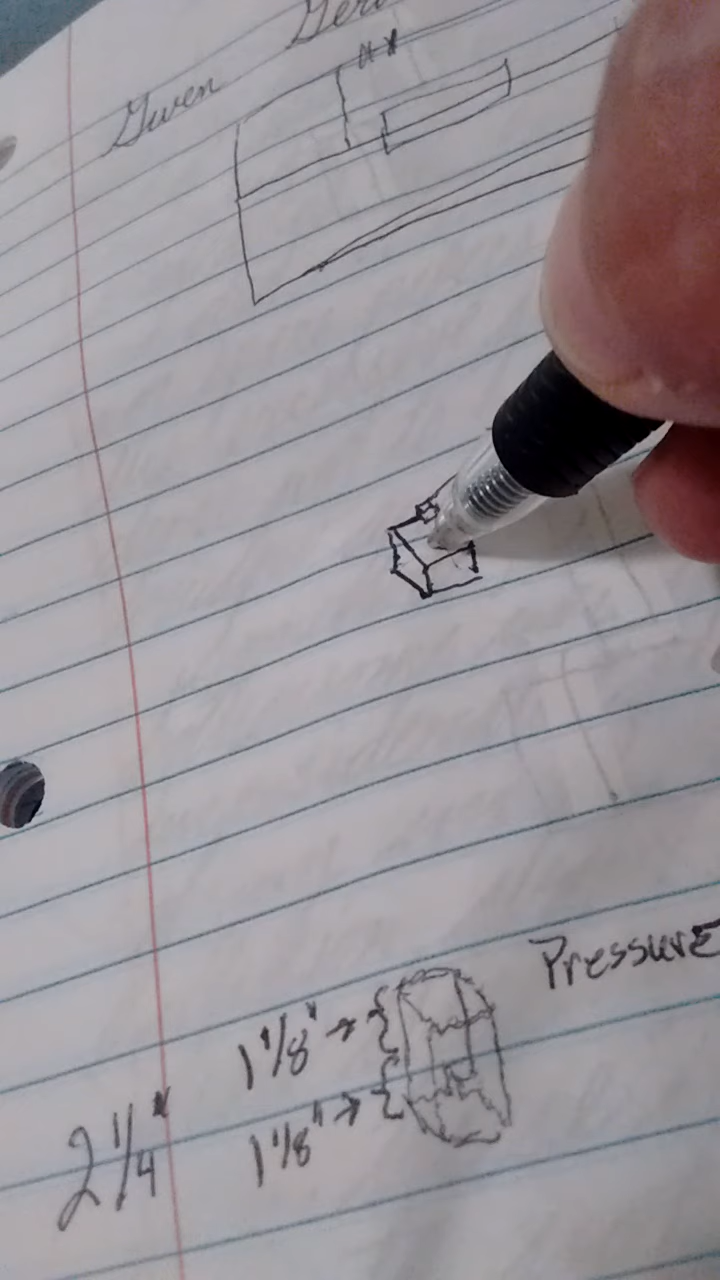 Gwen
Pressure
1 1/8" →
2 1/4"
1 1/8" →